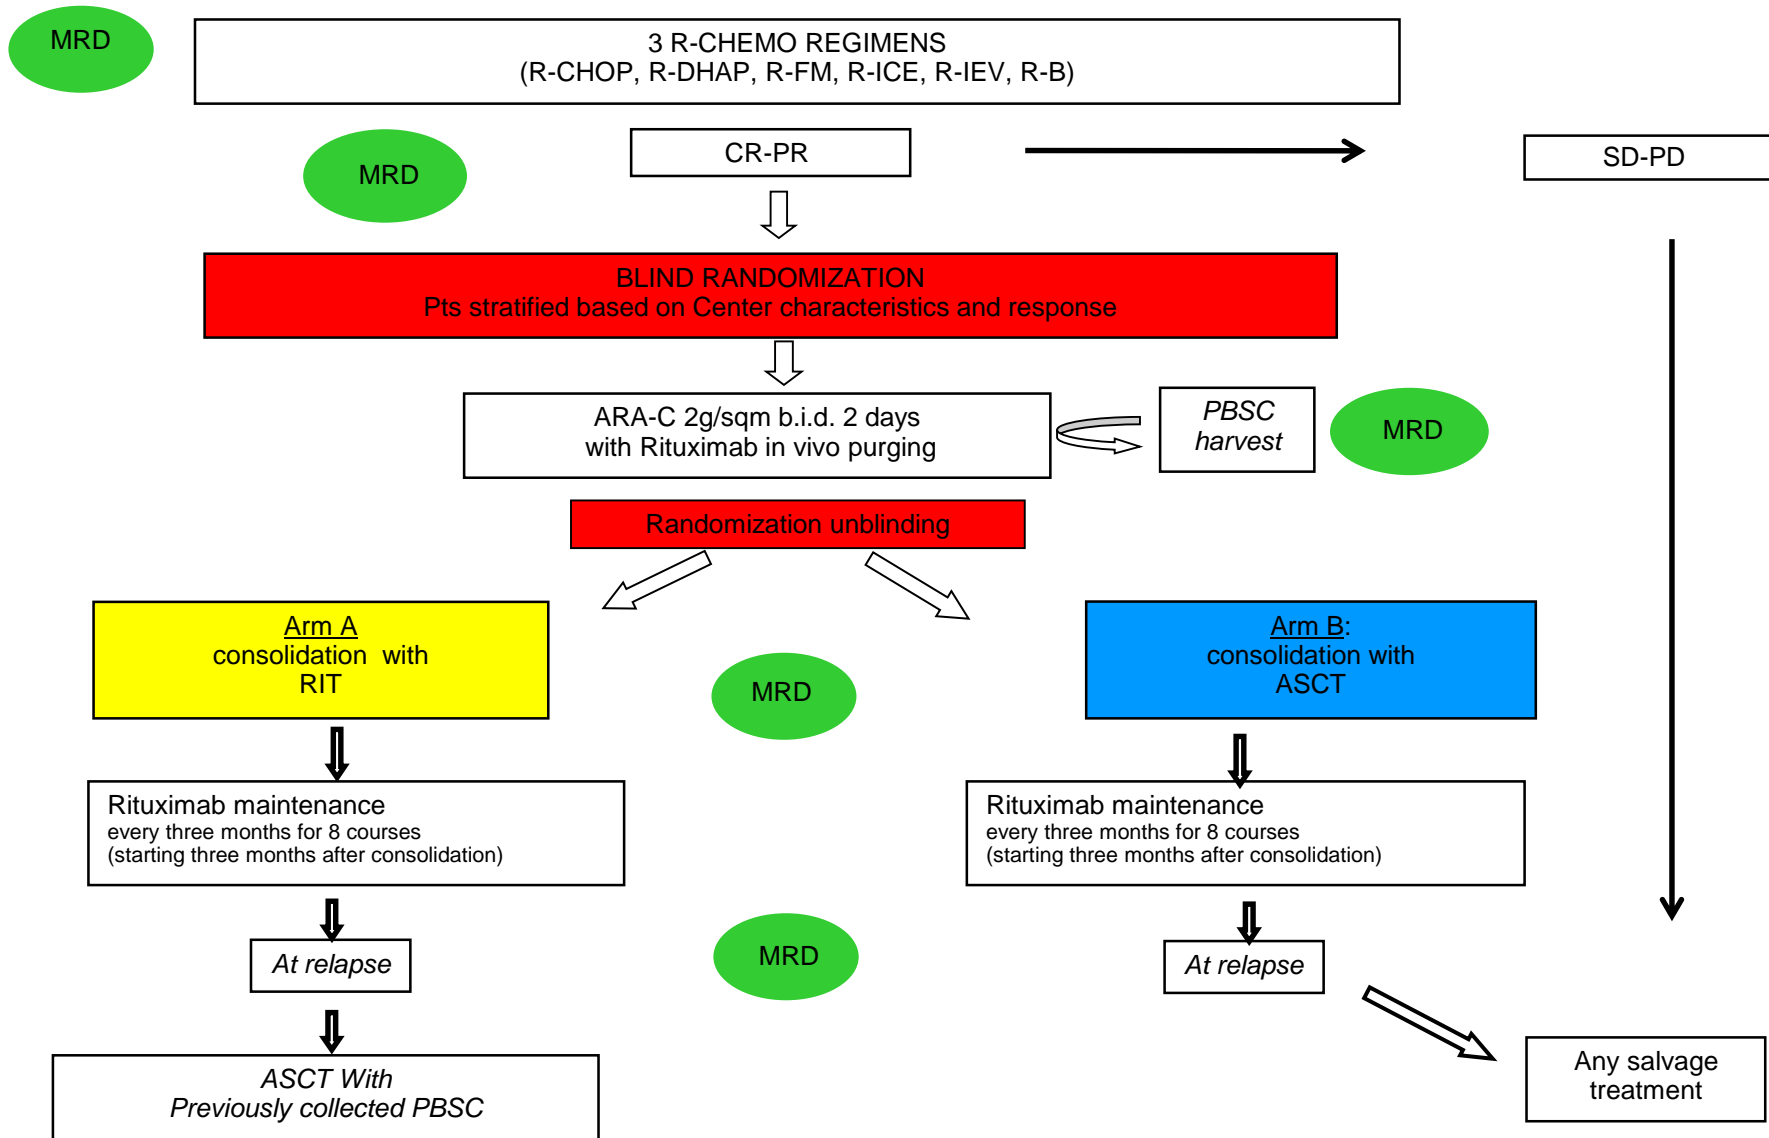 MRD
3 R-CHEMO REGIMENS
(R-CHOP, R-DHAP, R-FM, R-ICE, R-IEV, R-B)
MRD
CR-PR
SD-PD
BLIND RANDOMIZATION
Pts stratified based on Center characteristics and response
ARA-C 2g/sqm b.i.d. 2 days
with Rituximab in vivo purging
PBSC
harvest
MRD
Randomization unblinding
Arm A
consolidation with
RIT
MRD
Arm B:
consolidation with
ASCT
Rituximab maintenance
every three months for 8 courses
(starting three months after consolidation)
Rituximab maintenance
every three months for 8 courses
(starting three months after consolidation)
At relapse
MRD
At relapse
ASCT With
Previously collected PBSC
Any salvage
treatment